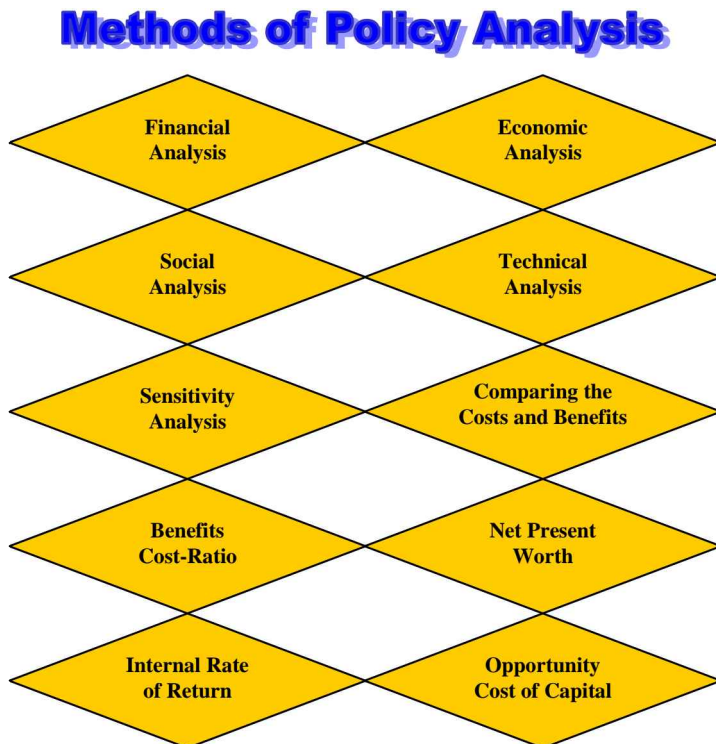 Methods of Policy Analysis
Financial
Analysis
Economic
Analysis
Social
Analysis
Technical
Analysis
Sensitivity
Analysis
Comparing the
Costs and Benefits
Benefits
Cost-Ratio
Net Present
Worth
Internal Rate
of Return
Opportunity
Cost of Capital